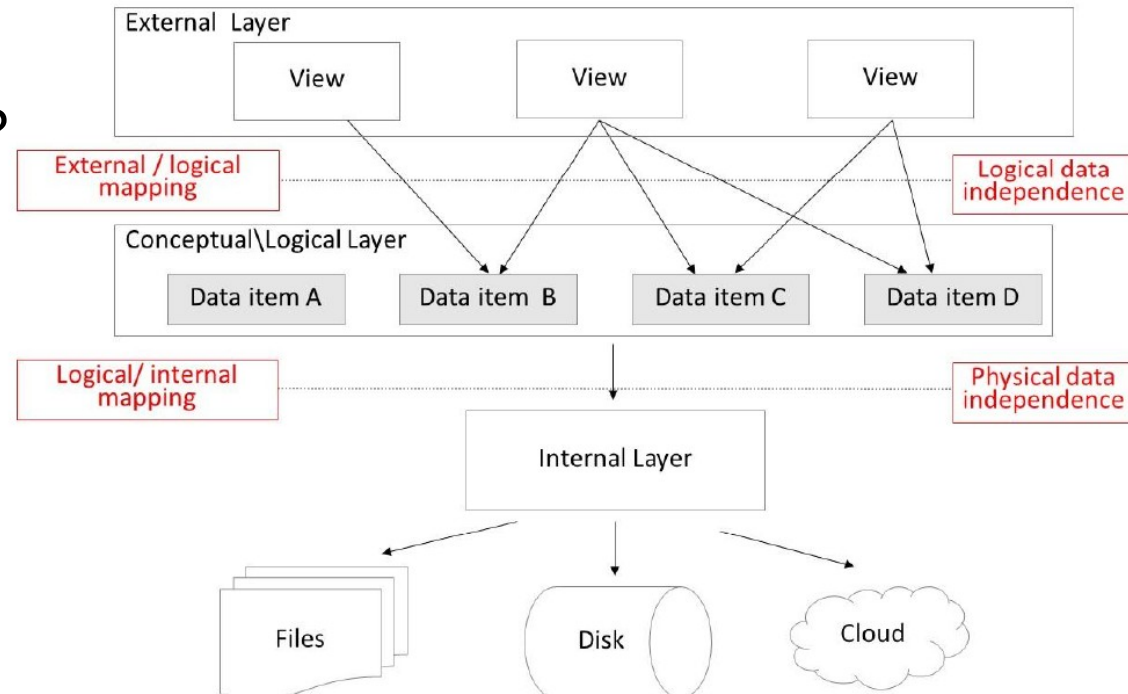 External Layer
View
View
View
External / logical
mapping
Logical data
independence
Conceptual\Logical Layer
Data item A
Data item B
Data item C
Data item D
Logical/ internal
mapping
Physical data
independence
Internal Layer
Files
Disk
Cloud